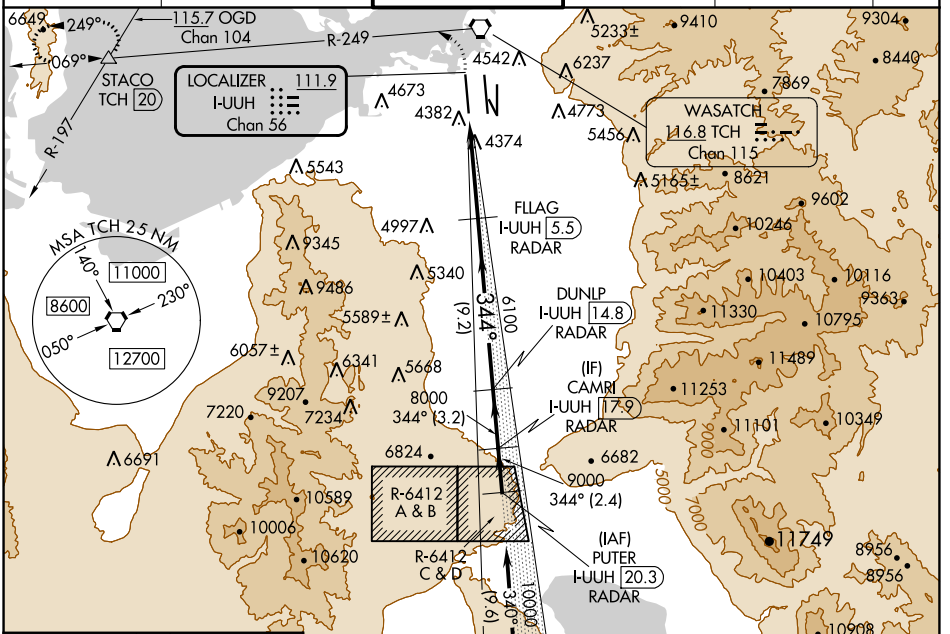 6649
249°
069°
115.7 OGD
Chan 104
R-249
STACO
TCH 20
R-197
LOCALIZER 111.9
I-UUH
Chan 56
4542
5233±
9410
9304
6237
8440
7869
4673
4382
4374
4773
5456
WASATCH
116.8 TCH
Chan 115
5543
5165±
8621
9602
MSA TCH 25 NM
140°
11000
8600
230°
050°
12700
9345
4997
FLLAG
I-UUH 5.5
RADAR
10246
9486
5340
10403
10116
9363
5589±
344°
(9.2)
6100
DUNLP
I-UUH 14.8
RADAR
11330
10795
6057±
6341
5668
11489
(IF)
CAMRI
I-UUH 17.9
RADAR
9207
7234
7220
8000
344° (3.2)
11253
11101
9000
10349
6691
6824
6682
9000
344° (2.4)
5000
7000
R-6412
A & B
10589
10006
10620
R-6412
C & D
(IAF)
PUTER
I-UUH 20.3
RADAR
11749
8956
8956
340°
(9.6)
10000
10908